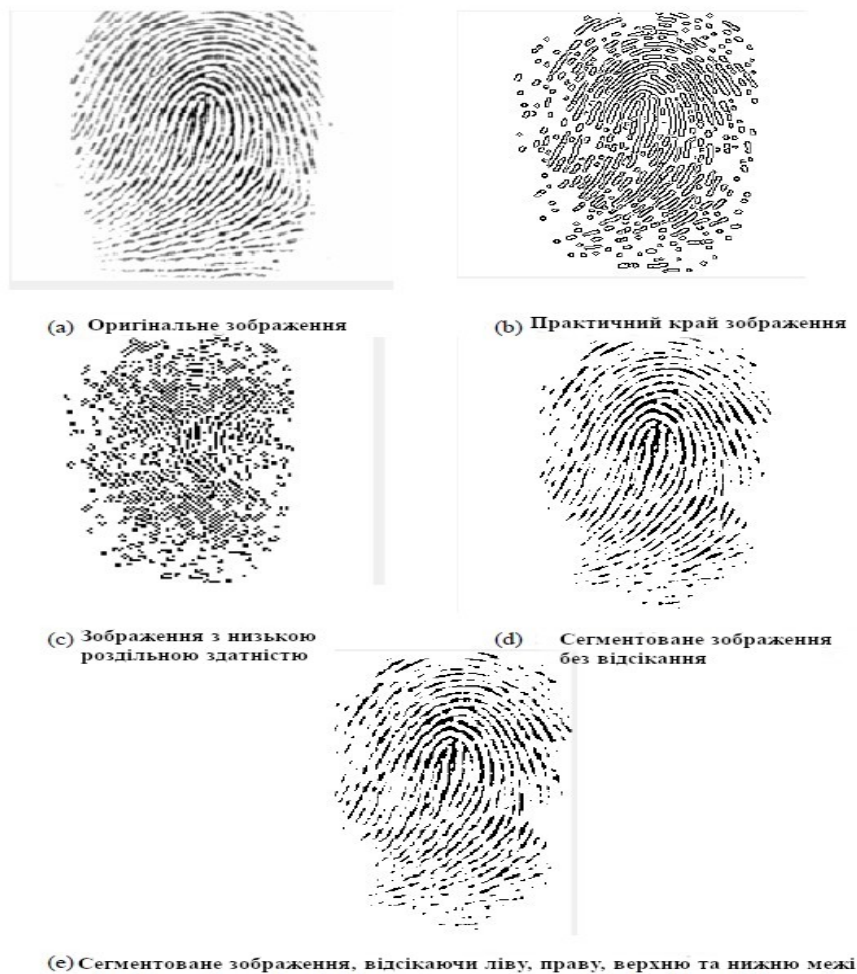 (a) Оригінальне зображення
(b) Практичний край зображення
(c) Зображення з низькою
роздільною здатністю
(d) Сегментоване зображення
без відсікання
(e) Сегментоване зображення, відсікаючи ліву, праву, верхню та нижню межі